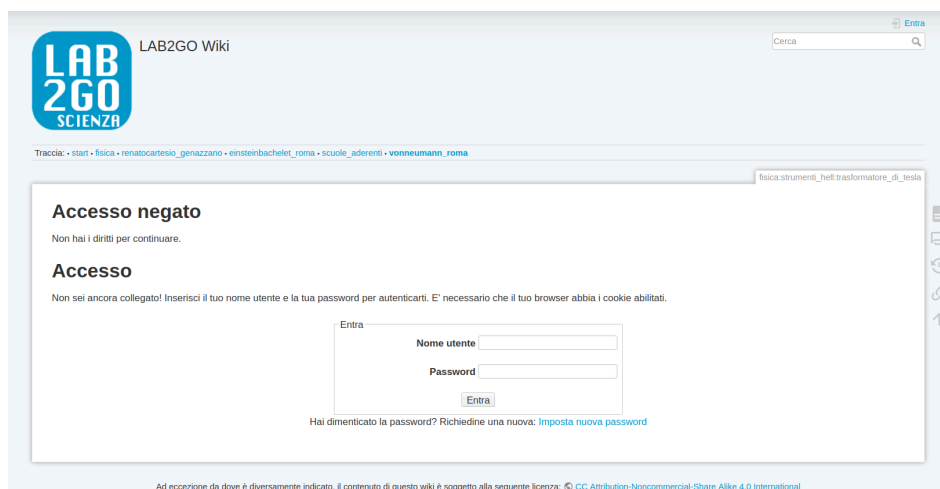 Entra
LAB2GO Wiki
Cerca
LAB
2GO
SCIENZA
Traccia: • start • fisica • renatocartesio_genazzano • einsteinbachelet_roma • scuole_aderenti • vonneumann_roma
fisica:strumenti_hell:trasformatore_di_tesla
Accesso negato
Non hai i diritti per continuare.
Accesso
Non sei ancora collegato! Inserisci il tuo nome utente e la tua password per autenticarti. E' necessario che il tuo browser abbia i cookie abilitati.
Entra
Nome utente
Password
Entra
Hai dimenticato la password? Richiedine una nuova: Imposta nuova password
Ad eccezione da dove è diversamente indicato, il contenuto di questo wiki è soggetto alla seguente licenza: CC Attribution-Noncommercial-Share Alike 4.0 International